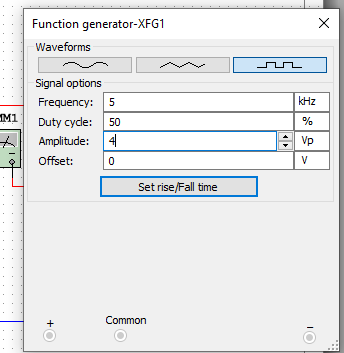 Function generator-XFG1
Waveforms
Signal options
Frequency: 5 kHz
Duty cycle: 50 %
Amplitude: 4 Vp
Offset: 0 V
Set rise/Fall time
MM1
+ Common −